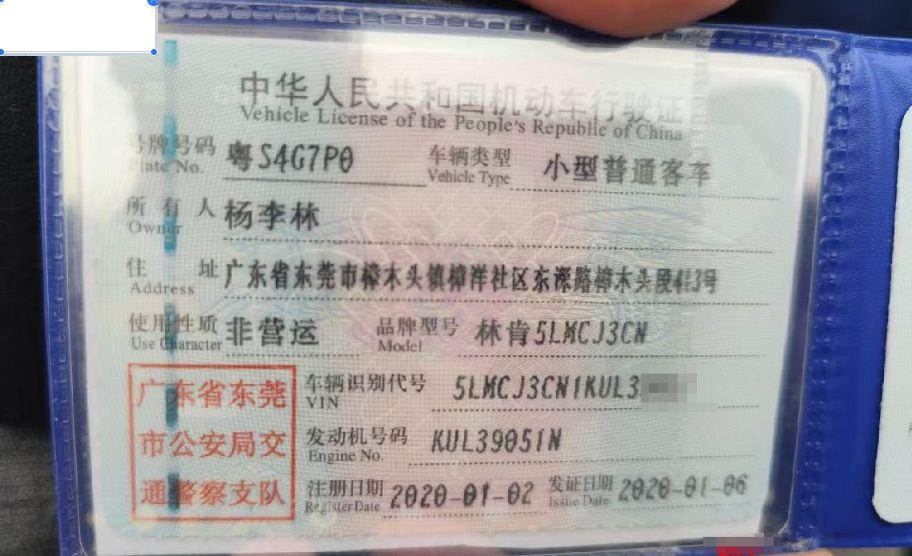 中华人民共和国机动车行驶证
Vehicle License of the People's Republic of China
号牌号码 粤S4G7P0 车辆类型 小型普通客车
Plate No. Vehicle Type
所有人 杨李林
Owner
住址 广东省东莞市樟木头镇樟洋社区东深路樟木头段413号
Address
使用性质 非营运 品牌型号 林肯5LMCJ3CN
Use Character Model
广东省东莞 车辆识别代号 5LMCJ3CN1KUL3
VIN
市公安局交 发动机号码 KUL39051N
Engine No.
通警察支队 注册日期 2020-01-02 发证日期 2020-01-06
Register Date Issue Date